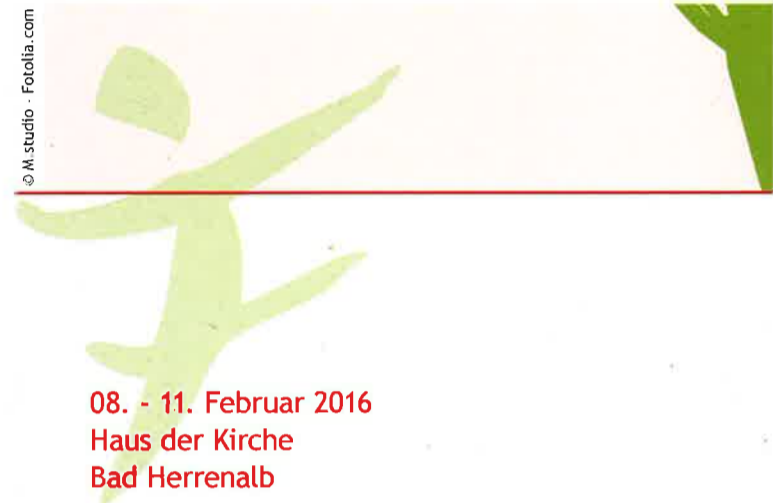 © M.studio - Fotolia.com
08. - 11. Februar 2016
Haus der Kirche
Bad Herrenalb